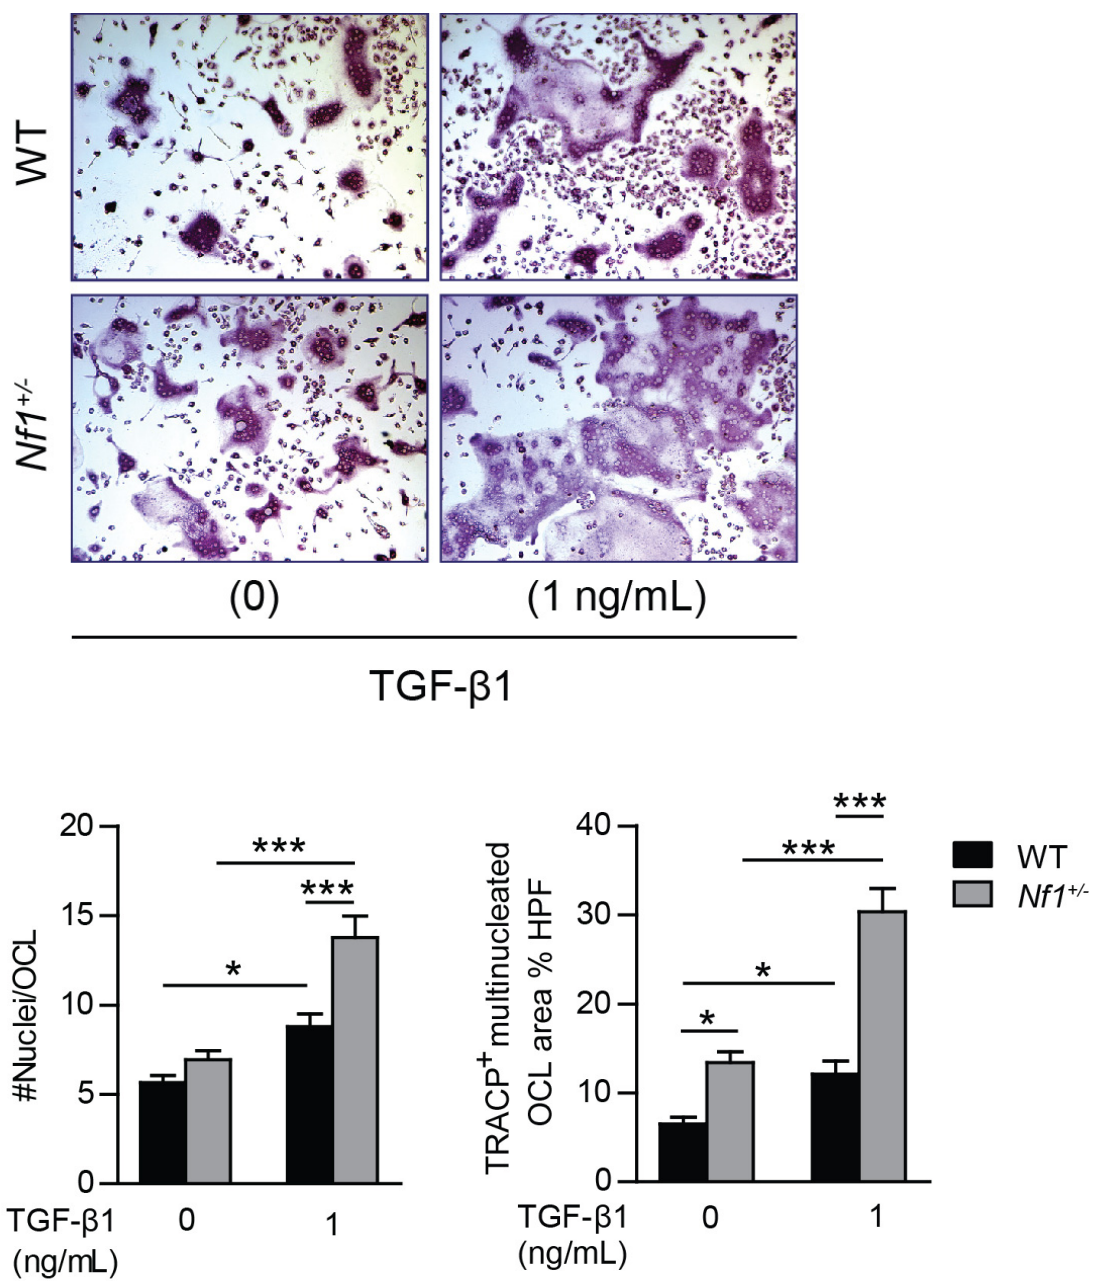 WT
Nf1+/-
(0)
(1 ng/mL)
TGF-β1
#Nuclei/OCL
20
15
10
5
0
***
***
*
TGF-β1
(ng/mL)
0
1
TRACP+ multinucleated
OCL area % HPF
40
30
20
10
0
***
***
*
*
TGF-β1
(ng/mL)
0
1
WT
Nf1+/-